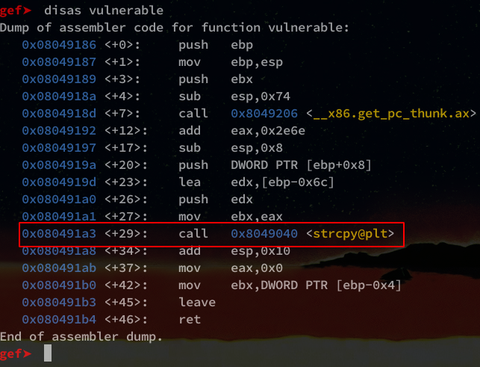 gef➤ disas vulnerable
Dump of assembler code for function vulnerable:
0x08049186 <+0>: push ebp
0x08049187 <+1>: mov ebp,esp
0x08049189 <+3>: push ebx
0x0804918a <+4>: sub esp,0x74
0x0804918d <+7>: call 0x8049206 <__x86.get_pc_thunk.ax>
0x08049192 <+12>: add eax,0x2e6e
0x08049197 <+17>: sub esp,0x8
0x0804919a <+20>: push DWORD PTR [ebp+0x8]
0x0804919d <+23>: lea edx,[ebp-0x6c]
0x080491a0 <+26>: push edx
0x080491a1 <+27>: mov ebx,eax
0x080491a3 <+29>: call 0x8049040 <strcpy@plt>
0x080491a8 <+34>: add esp,0x10
0x080491ab <+37>: mov eax,0x0
0x080491b0 <+42>: mov ebx,DWORD PTR [ebp-0x4]
0x080491b3 <+45>: leave
0x080491b4 <+46>: ret
End of assembler dump.
gef➤